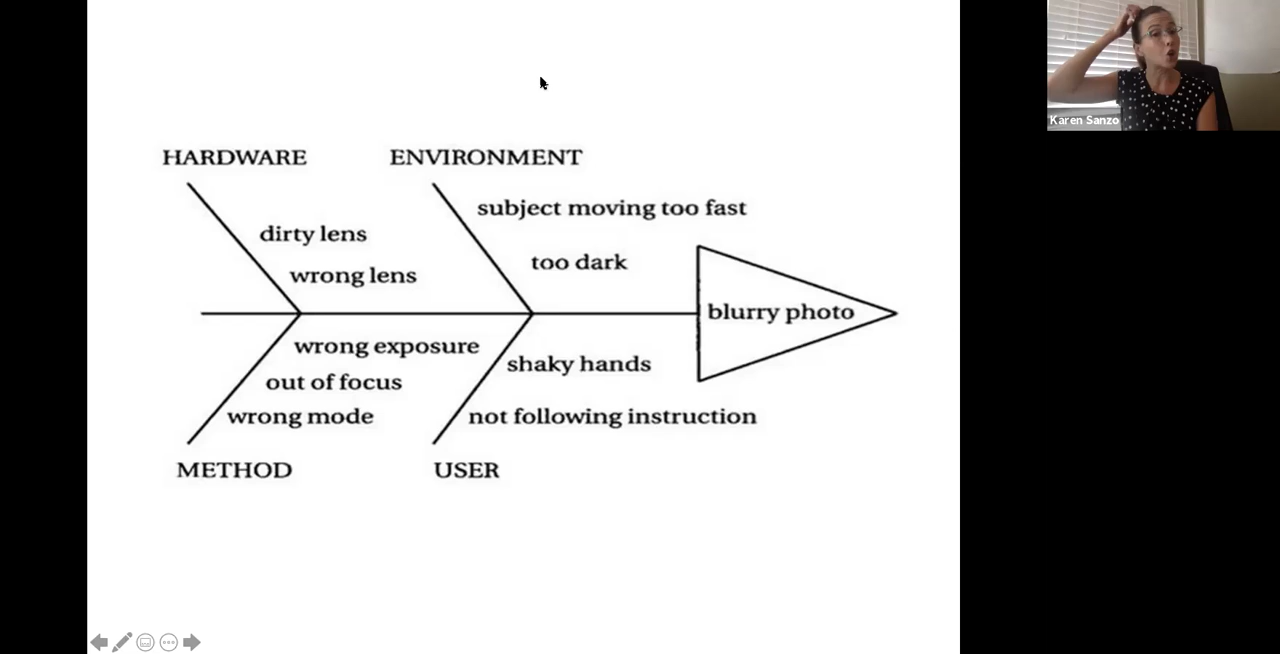 HARDWARE
ENVIRONMENT
subject moving too fast
dirty lens
too dark
wrong lens
blurry photo
wrong exposure
shaky hands
out of focus
wrong mode
not following instruction
METHOD
USER
Karen Sanzo